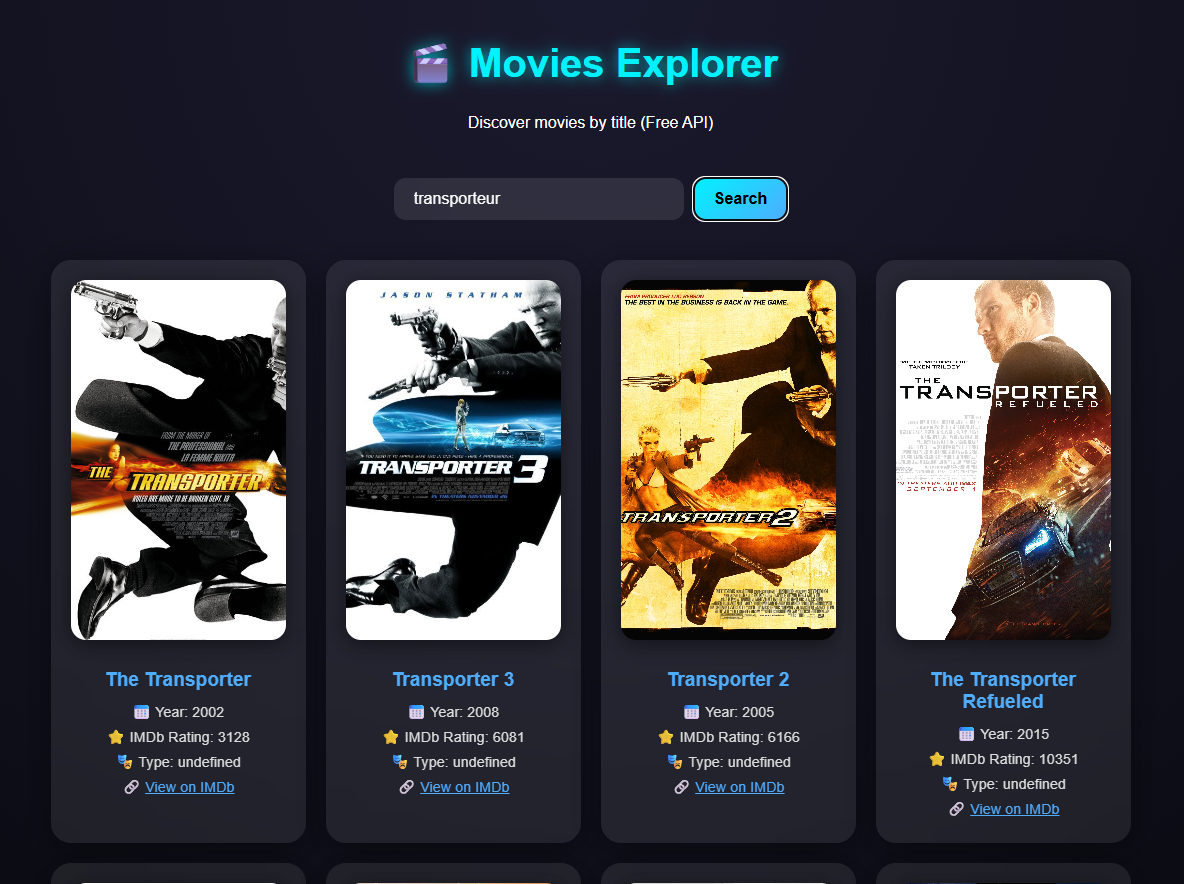 Movies Explorer
Discover movies by title (Free API)
transporteur
Search
FROM THE MAKERS OF
THE PROFESSIONAL and
LA FEMME NIKITA
THE TRANSPORTER
RULES ARE MADE TO BE BROKEN SEPT. 13
JASON STATHAM
TRANSPORTER 3
FROM PRODUCER LUC BESSON
THE BEST IN THE BUSINESS IS BACK IN THE GAME.
TRANSPORTER 2
TAKEN TRILOGY
THE
TRANSPORTER
REFUELED
The Transporter
Year: 2002
IMDb Rating: 3128
Type: undefined
View on IMDb
Transporter 3
Year: 2008
IMDb Rating: 6081
Type: undefined
View on IMDb
Transporter 2
Year: 2005
IMDb Rating: 6166
Type: undefined
View on IMDb
The Transporter
Refueled
Year: 2015
IMDb Rating: 10351
Type: undefined
View on IMDb